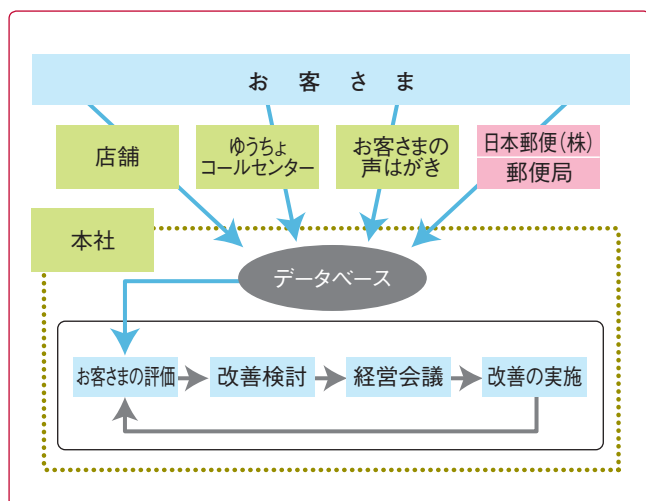 お客さま
店舗
ゆうちょ
コールセンター
お客さまの
声はがき
日本郵便(株)
郵便局
本社
データベース
お客さまの評価
改善検討
経営会議
改善の実施